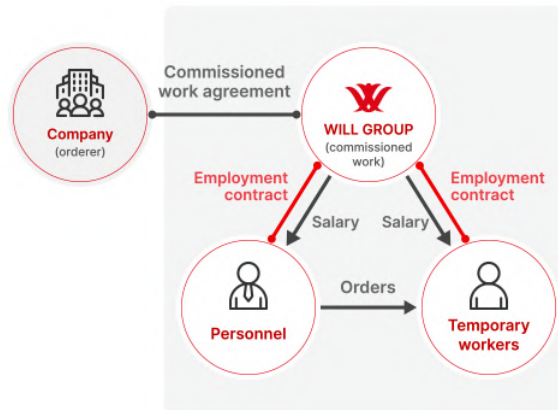 Commissioned
work agreement
Company
(orderer)
WILL GROUP
(commissioned
work)
Employment
contract
Employment
contract
Salary
Salary
Orders
Personnel
Temporary
workers